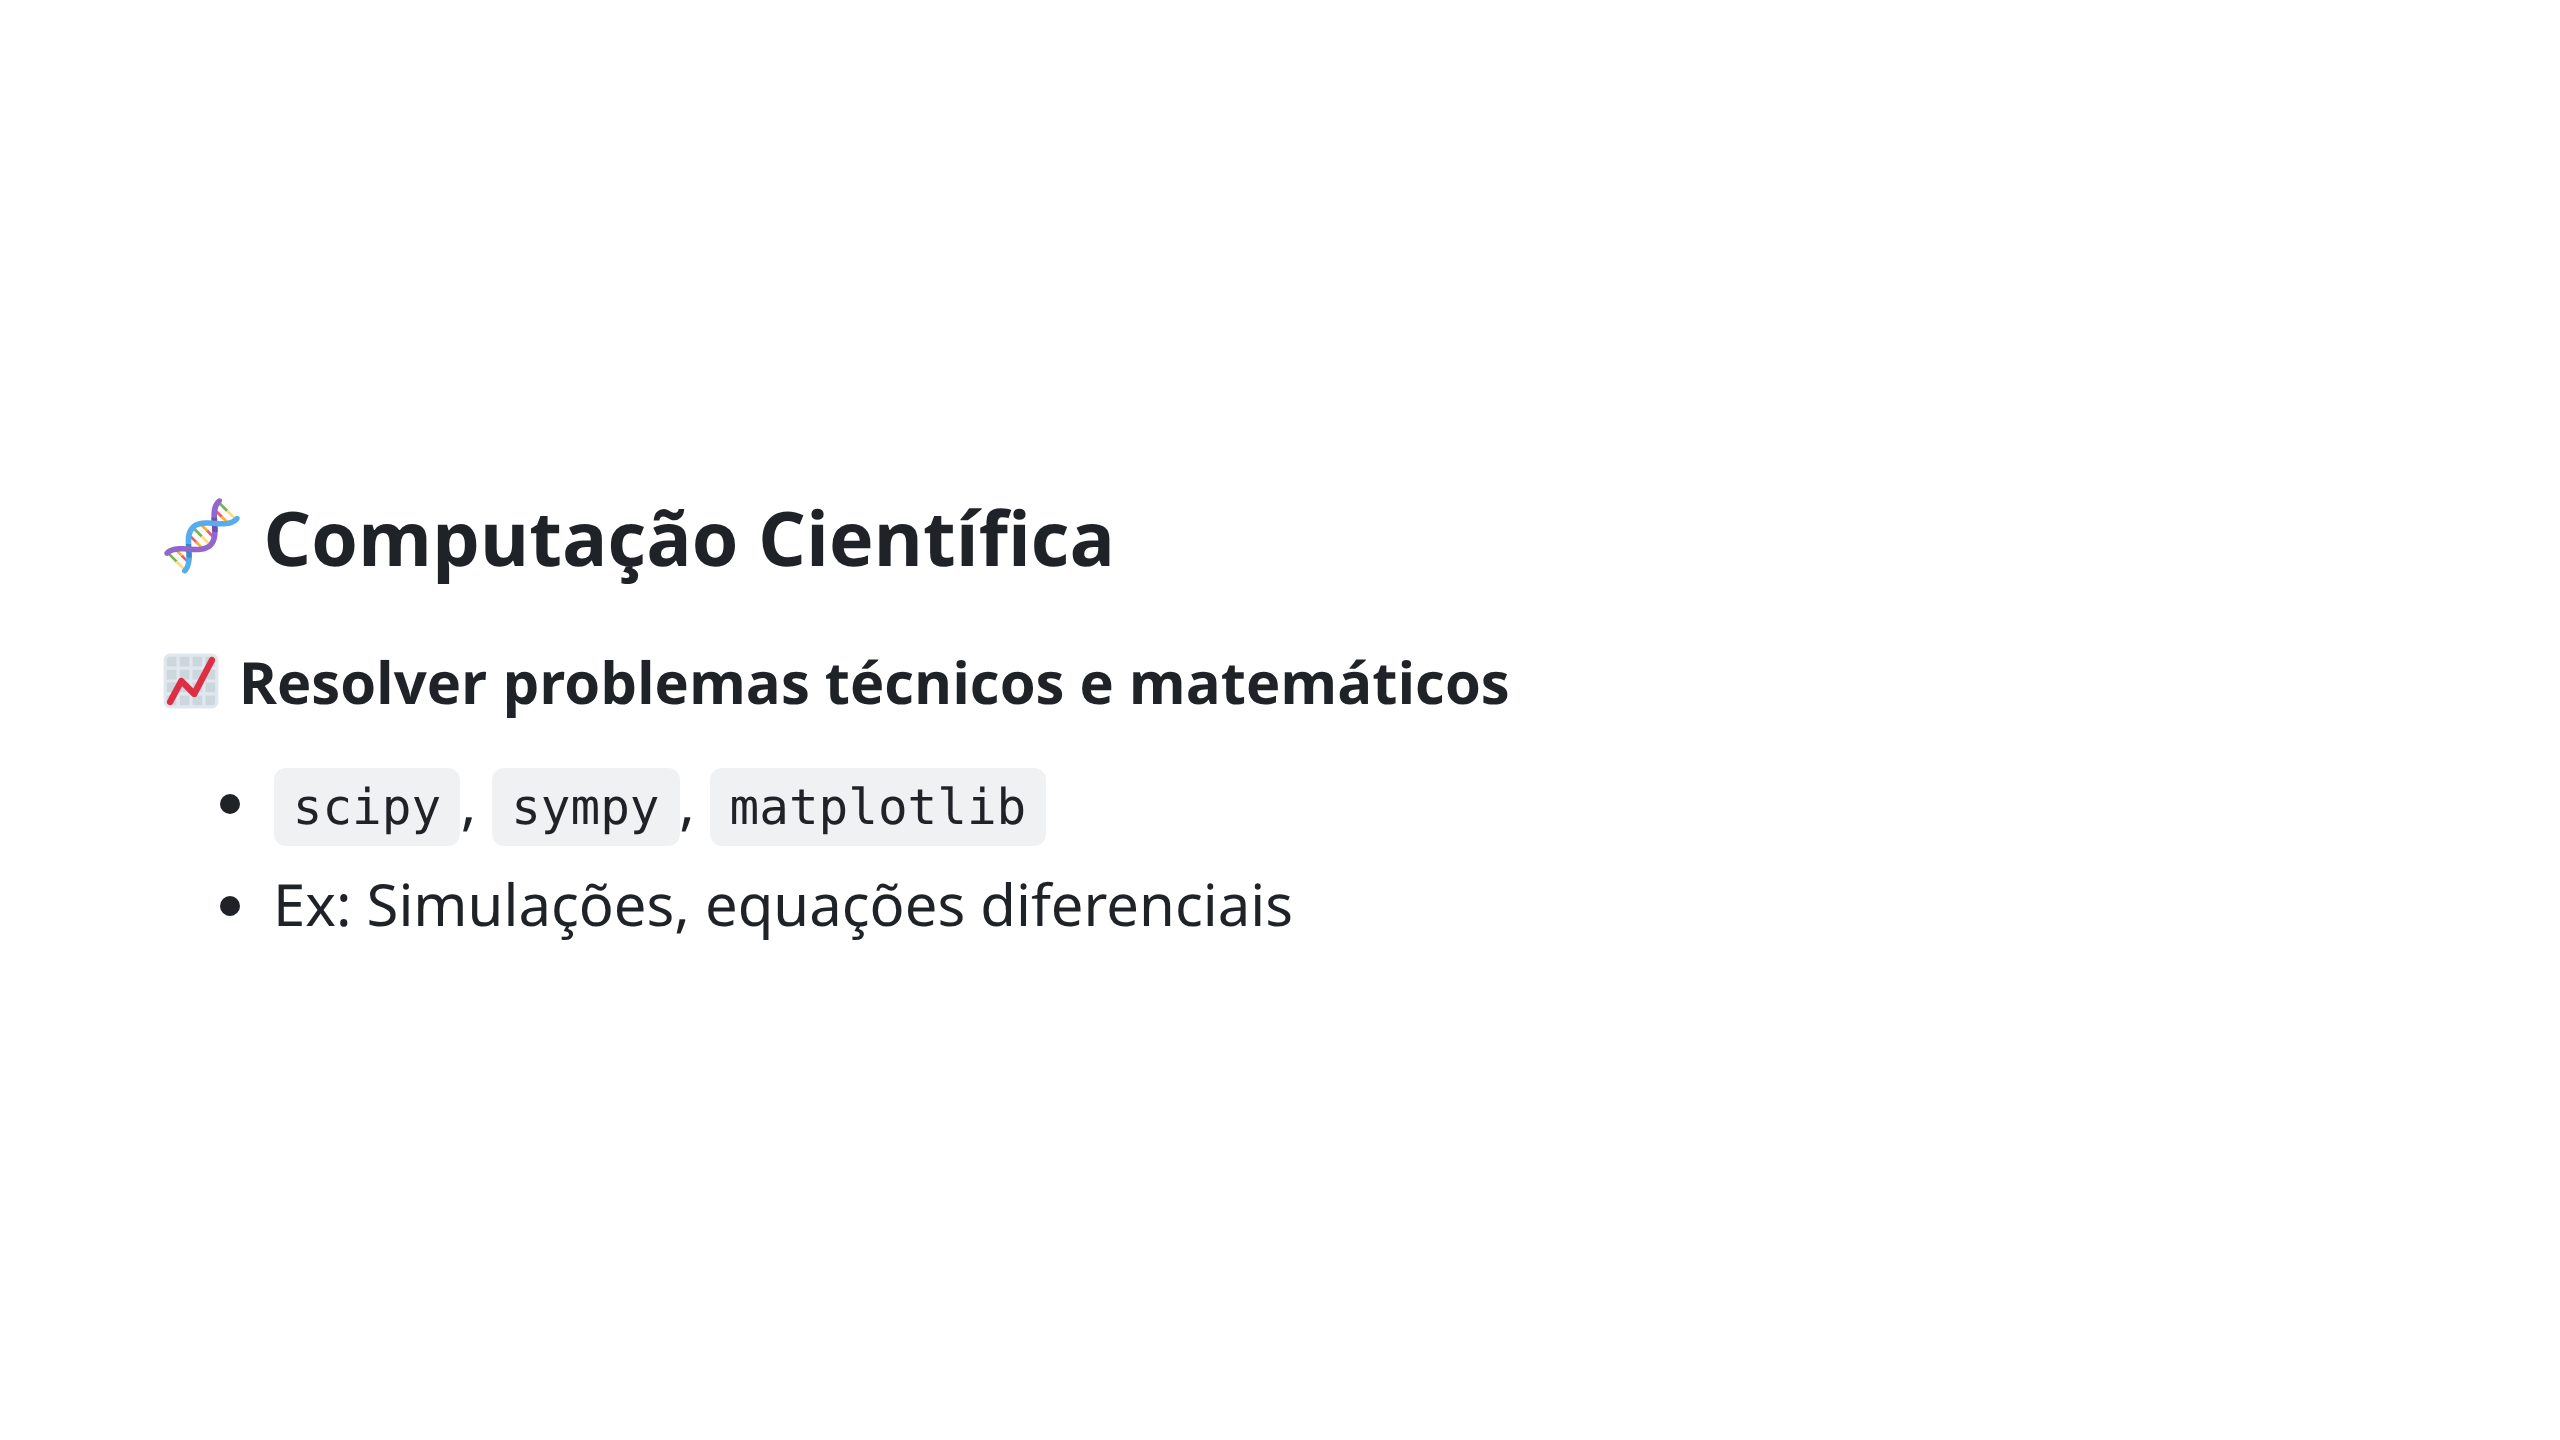 🧬 Computação Científica
📈 Resolver problemas técnicos e matemáticos
• scipy, sympy, matplotlib
• Ex: Simulações, equações diferenciais